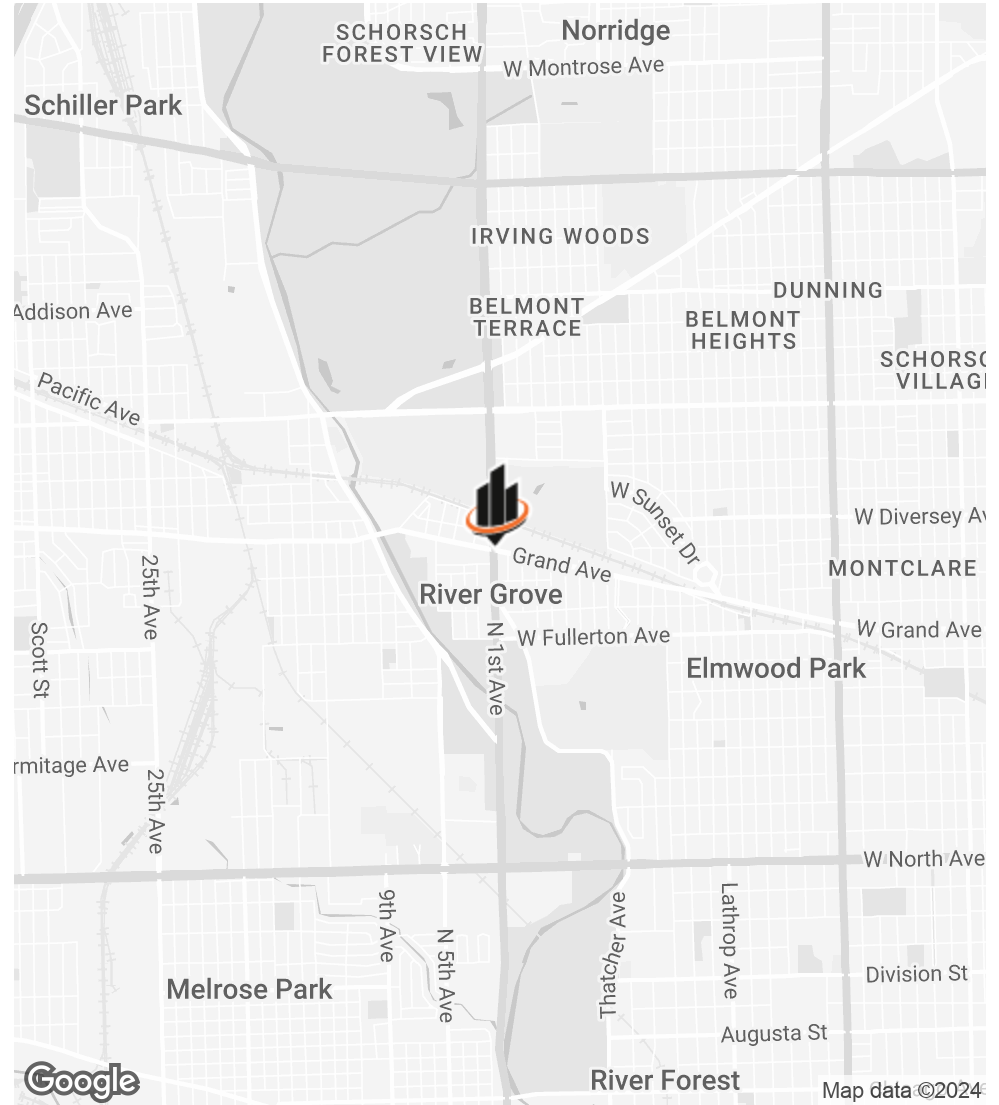 SCHORSCH
FOREST VIEW
Norridge
W Montrose Ave
Schiller Park
IRVING WOODS
DUNNING
Addison Ave
BELMONT
TERRACE
BELMONT
HEIGHTS
SCHORSC
VILLAG
Pacific Ave
W Sunset Dr
W Diversey Av
Grand Ave
MONTCLARE
25th Ave
River Grove
Scott St
N 1st Ave
W Fullerton Ave
W Grand Ave
Elmwood Park
rmitage Ave
25th Ave
W North Ave
9th Ave
N 5th Ave
Thatcher Ave
Lathrop Ave
Division St
Melrose Park
Augusta St
Google
River Forest
Map data ©2024